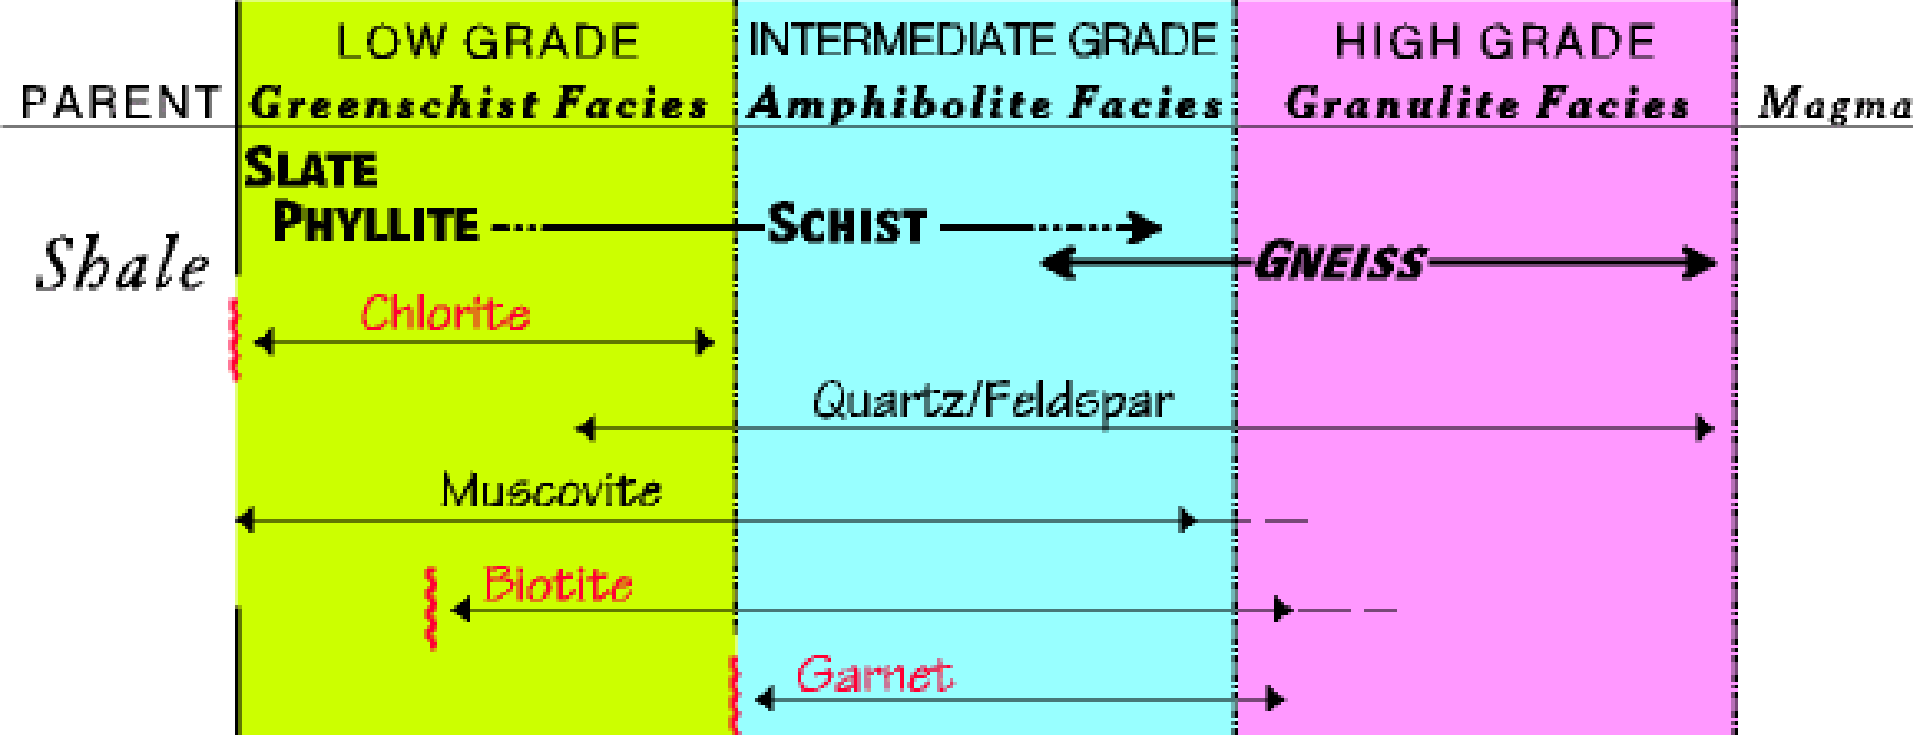 LOW GRADE
INTERMEDIATE GRADE
HIGH GRADE
PARENT
Greenschist Facies
Amphibolite Facies
Granulite Facies
Magma
SLATE
PHYLLITE
SCHIST
Shale
GNEISS
Chlorite
Quartz/Feldspar
Muscovite
Biotite
Garnet